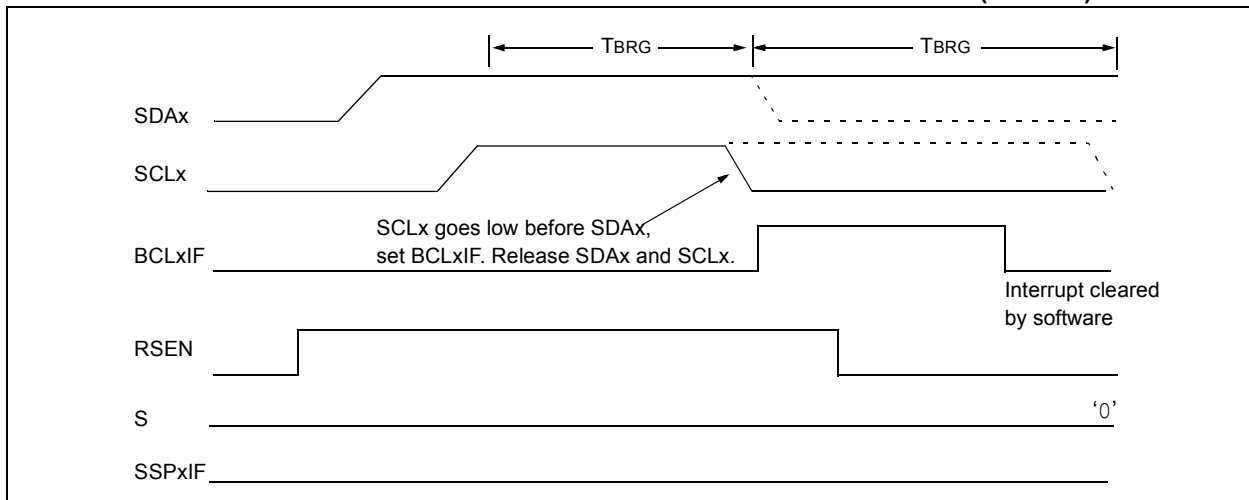 TBRG
TBRG
SDAx
SCLx
SCLx goes low before SDAx,
set BCLxIF. Release SDAx and SCLx.
BCLxIF
Interrupt cleared
by software
RSEN
S
‘0’
SSPxIF